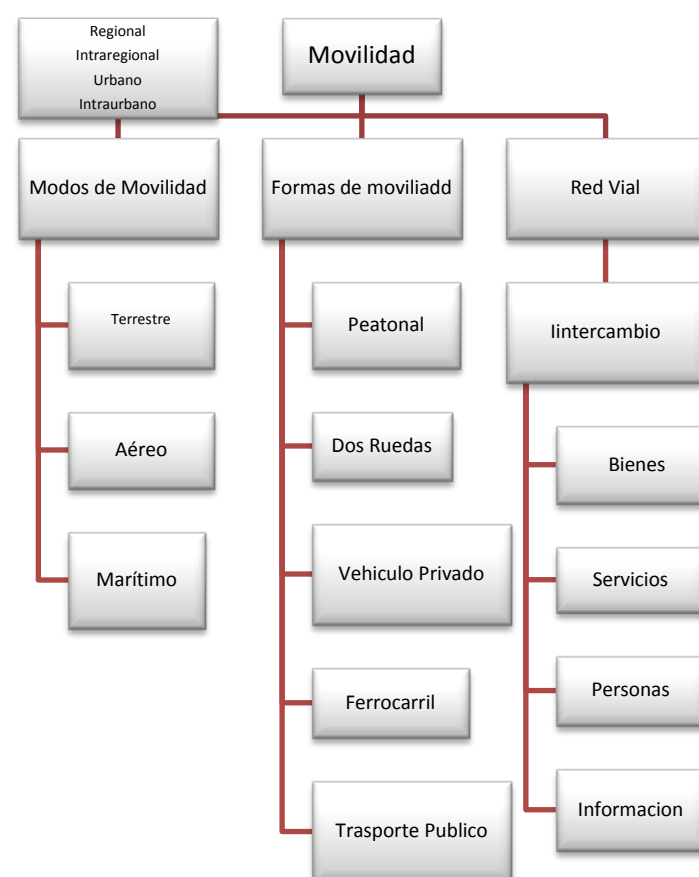 Regional
Intraregional
Urbano
Intraurbano
Movilidad
Modos de Movilidad
Terrestre
Aéreo
Marítimo
Formas de moviliadd
Peatonal
Dos Ruedas
Vehiculo Privado
Ferrocarril
Trasporte Publico
Red Vial
Iintercambio
Bienes
Servicios
Personas
Informacion